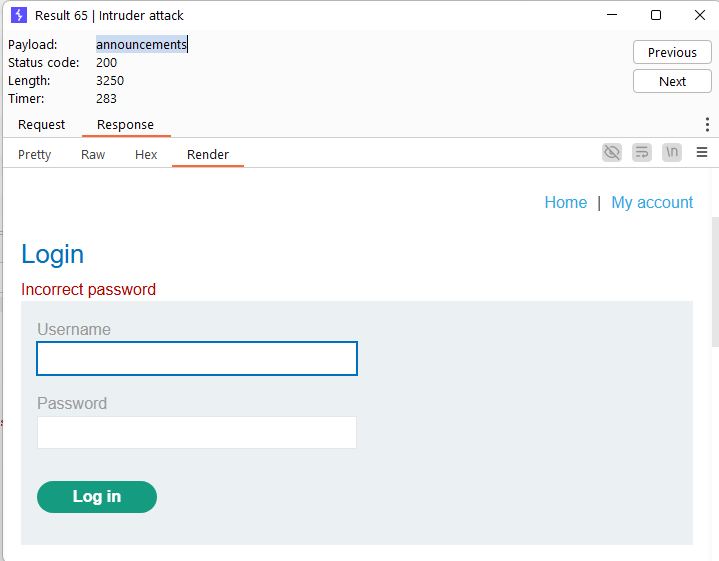 Result 65 | Intruder attack
Payload: announcements
Status code: 200
Length: 3250
Timer: 283
Previous
Next
Request Response
Pretty Raw Hex Render
\n
Home | My account
Login
Incorrect password
Username
Password
Log in